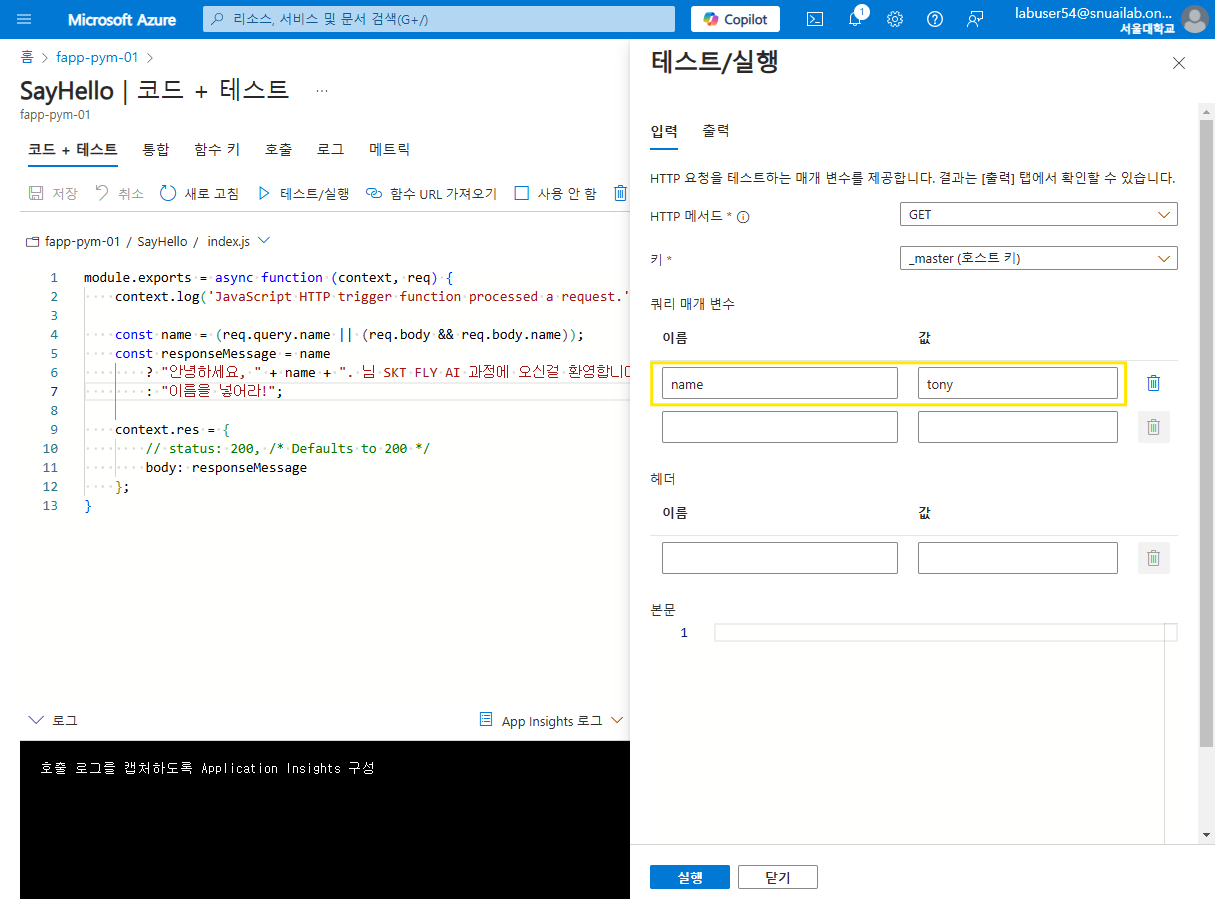 Microsoft Azure
리소스, 서비스 및 문서 검색(G+/)
Copilot
1
labuser54@snuailab.on...
서울대학교
홈 > fapp-pym-01 >
SayHello | 코드 + 테스트 ...
fapp-pym-01
코드 + 테스트 통합 함수 키 호출 로그 메트릭
저장 취소 새로 고침 테스트/실행 함수 URL 가져오기 사용 안 함
fapp-pym-01 / SayHello / index.js
1 module.exports = async function (context, req) {
2 context.log('JavaScript HTTP trigger function processed a request.'
3
4 const name = (req.query.name || (req.body && req.body.name));
5 const responseMessage = name
6 ? "안녕하세요, " + name + ". 님 SKT FLY AI 과정에 오신걸 환영합니다
7 : "이름을 넣어라!";
8
9 context.res = {
10 // status: 200, /* Defaults to 200 */
11 body: responseMessage
12 };
13 }
로그
App Insights 로그
호출 로그를 캡처하도록 Application Insights 구성
테스트/실행
입력 출력
HTTP 요청을 테스트하는 매개 변수를 제공합니다. 결과는 [출력] 탭에서 확인할 수 있습니다.
HTTP 메서드 * GET
키 * _master (호스트 키)
쿼리 매개 변수
이름 값
name tony
헤더
이름 값
본문
1
실행 닫기